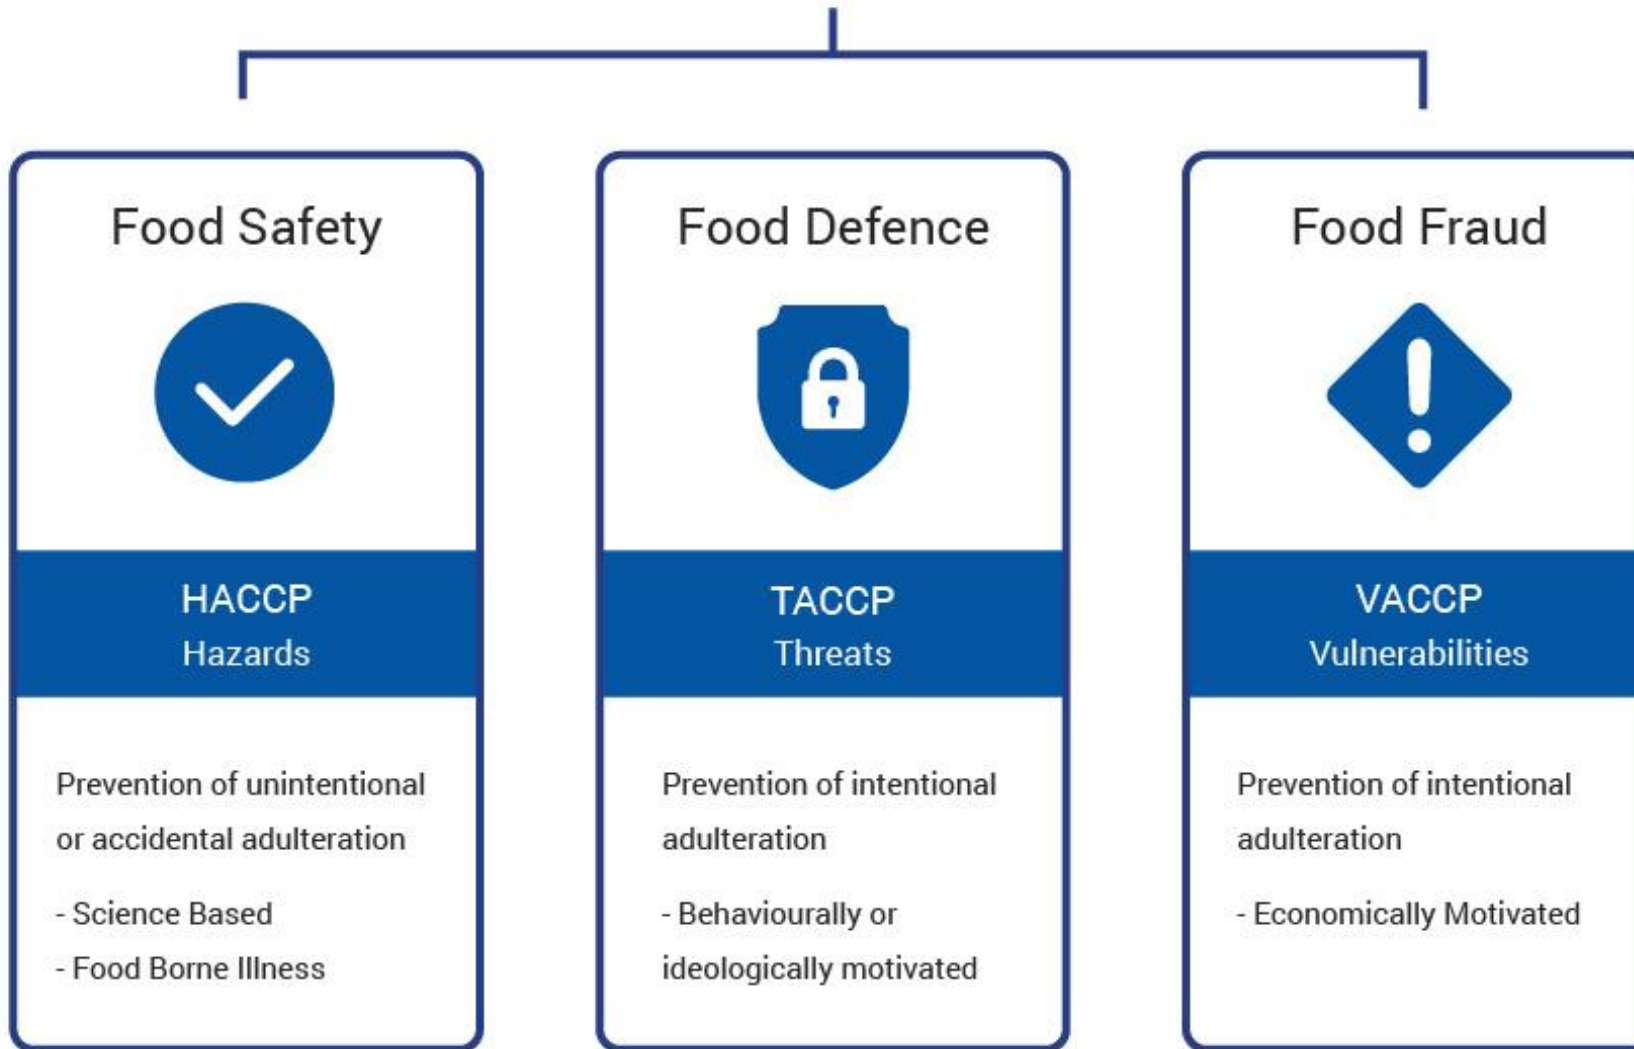 Food Safety
HACCP
Hazards
Prevention of unintentional
or accidental adulteration
- Science Based
- Food Borne Illness
Food Defence
TACCP
Threats
Prevention of intentional
adulteration
- Behaviourally or
ideologically motivated
Food Fraud
VACCP
Vulnerabilities
Prevention of intentional
adulteration
- Economically Motivated